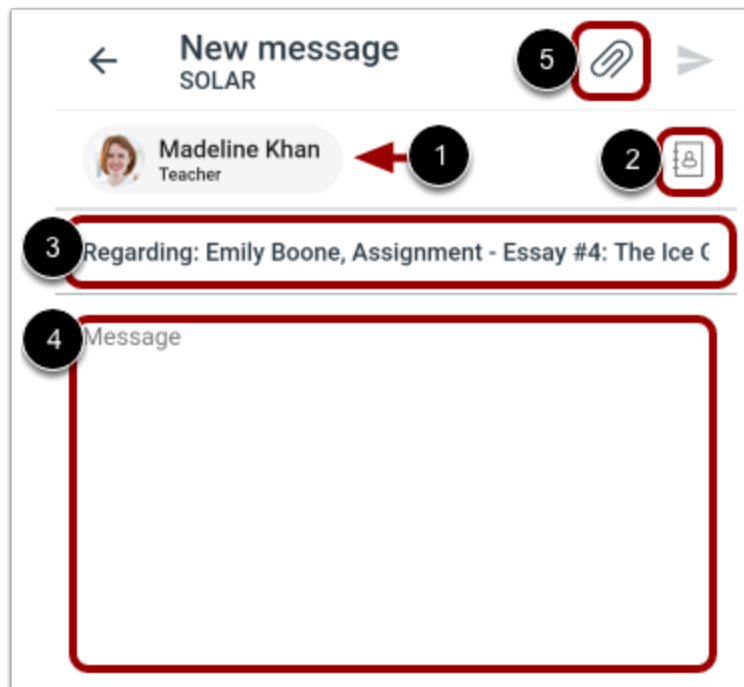 New message
SOLAR
5
Madeline Khan
Teacher
1
2
3
Regarding: Emily Boone, Assignment - Essay #4: The Ice
4
Message